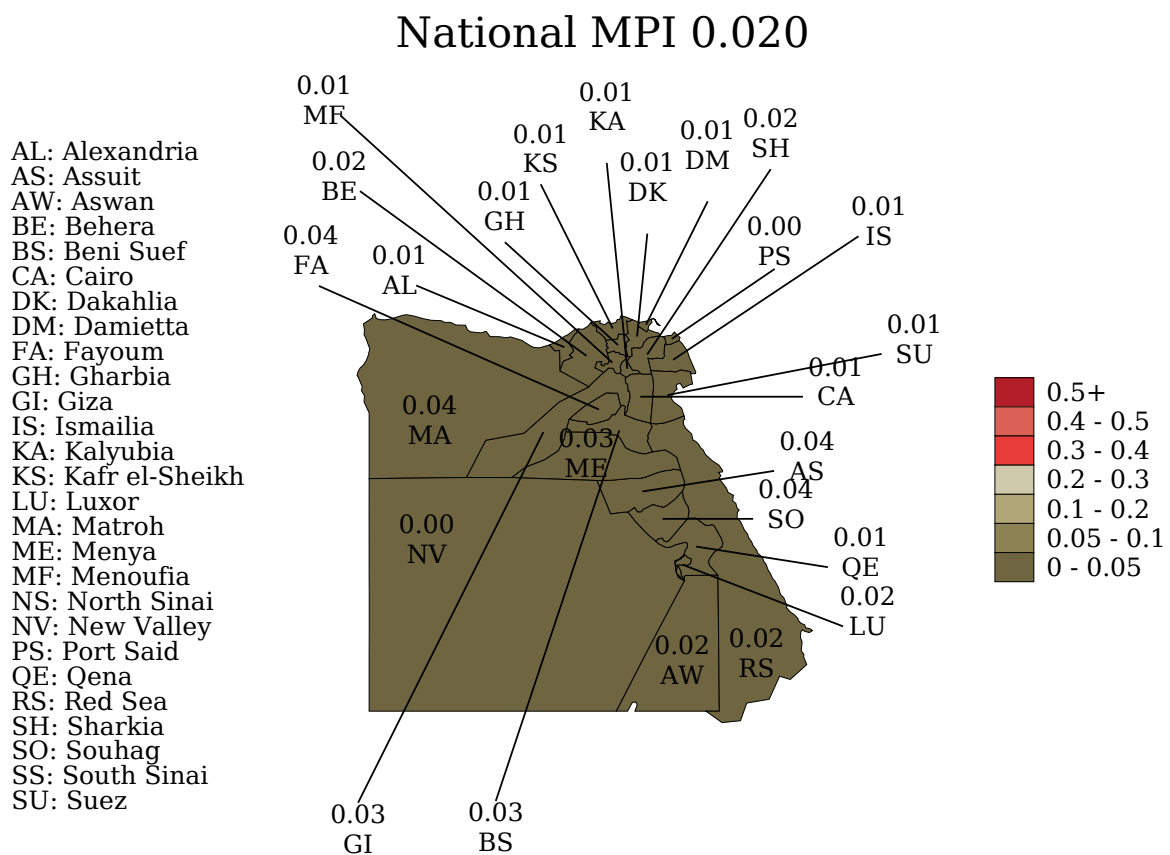 National MPI 0.020
AL: Alexandria
AS: Assuit
AW: Aswan
BE: Behera
BS: Beni Suef
CA: Cairo
DK: Dakahlia
DM: Damietta
FA: Fayoum
GH: Gharbia
GI: Giza
IS: Ismailia
KA: Kalyubia
KS: Kafr el-Sheikh
LU: Luxor
MA: Matroh
ME: Menya
MF: Menoufia
NS: North Sinai
NV: New Valley
PS: Port Said
QE: Qena
RS: Red Sea
SH: Sharkia
SO: Souhag
SS: South Sinai
SU: Suez
0.01
MF
0.01
KA
0.01
KS
0.01
DM
0.02
SH
0.02
BE
0.01
DK
0.01
GH
0.01
IS
0.00
PS
0.04
FA
0.01
AL
0.01
SU
0.01
CA
0.04
MA
0.03
ME
0.04
AS
0.04
SO
0.00
NV
0.01
QE
0.02
LU
0.02
AW
0.02
RS
0.03
GI
0.03
BS
0.5+
0.4 - 0.5
0.3 - 0.4
0.2 - 0.3
0.1 - 0.2
0.05 - 0.1
0 - 0.05